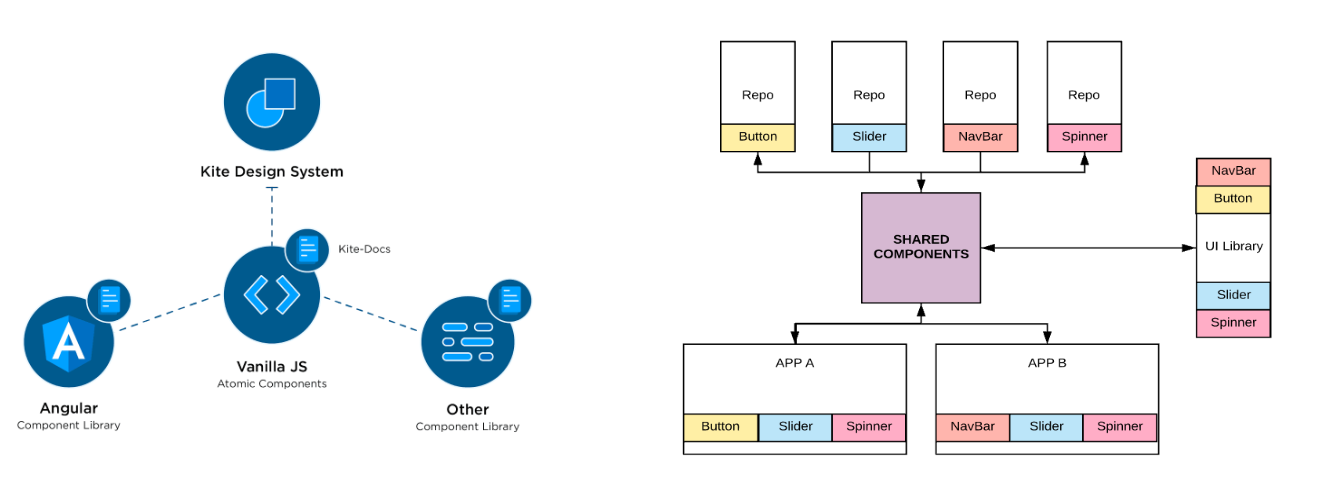 Kite Design System
Kite-Docs
Vanilla JS
Atomic Components
A
Angular
Component Library
Other
Component Library
Repo
Button
Repo
Slider
Repo
NavBar
Repo
Spinner
SHARED
COMPONENTS
NavBar
Button
UI Library
Slider
Spinner
APP A
Button
Slider
Spinner
APP B
NavBar
Slider
Spinner